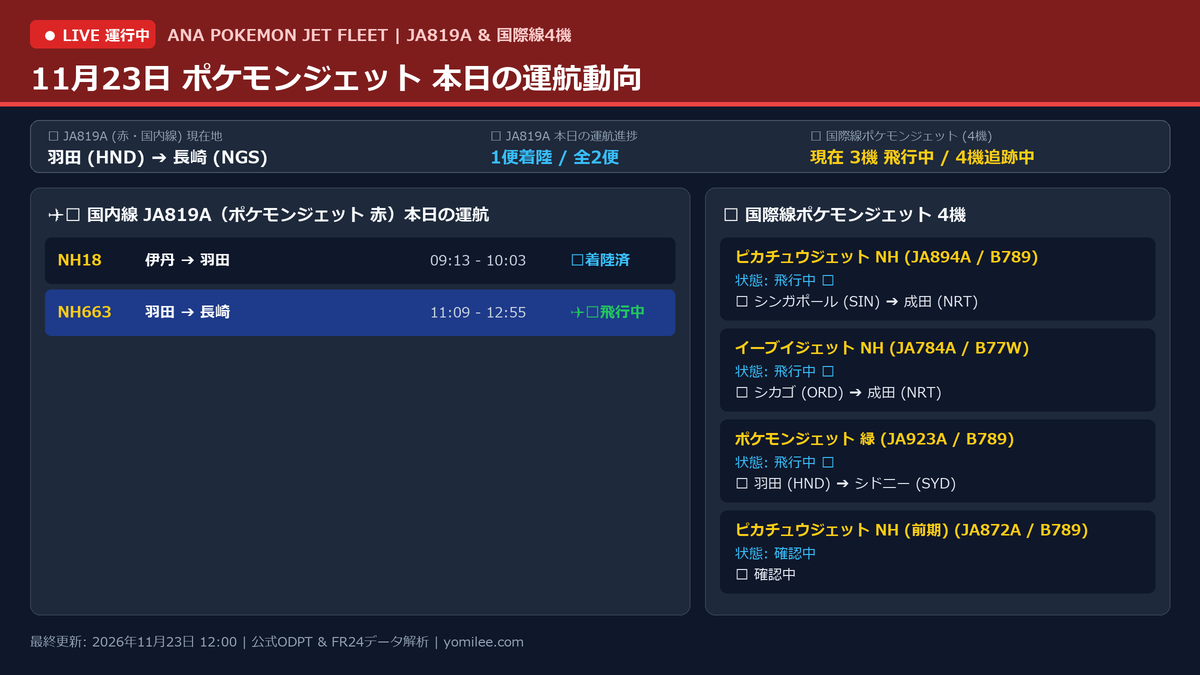 ● LIVE 運行中 ANA POKEMON JET FLEET | JA819A & 国際線4機
11月23日 ポケモンジェット 本日の運航動向
□ JA819A (赤・国内線) 現在地
羽田 (HND) → 長崎 (NGS)
□ JA819A 本日の運航進捗
1便着陸 / 全2便
□ 国際線ポケモンジェット (4機)
現在 3機 飛行中 / 4機追跡中
✈□ 国内線 JA819A（ポケモンジェット 赤）本日の運航
NH18 伊丹 → 羽田 09:13 - 10:03 □着陸済
NH663 羽田 → 長崎 11:09 - 12:55 ✈□飛行中
□ 国際線ポケモンジェット 4機
ピカチュウジェット NH (JA894A / B789)
状態: 飛行中 □
□ シンガポール (SIN) → 成田 (NRT)
イーブイジェット NH (JA784A / B77W)
状態: 飛行中 □
□ シカゴ (ORD) → 成田 (NRT)
ポケモンジェット 緑 (JA923A / B789)
状態: 飛行中 □
□ 羽田 (HND) → シドニー (SYD)
ピカチュウジェット NH (前期) (JA872A / B789)
状態: 確認中
□ 確認中
最終更新: 2026年11月23日 12:00 | 公式ODPT & FR24データ解析 | yomilee.com